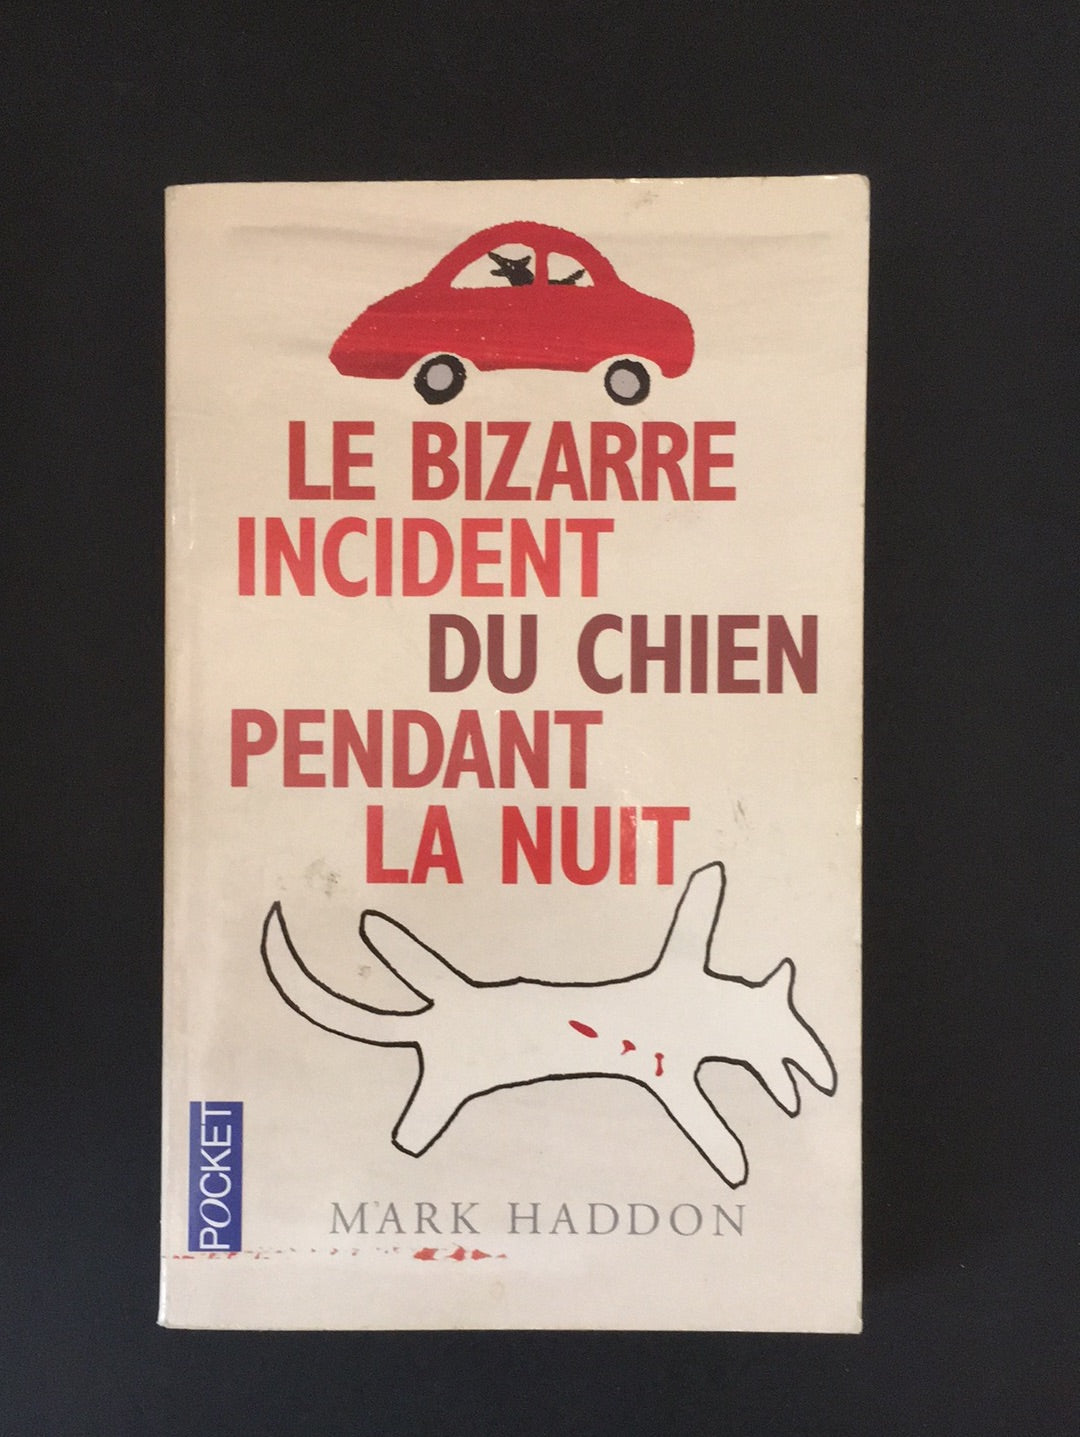 LE BIZARRE
INCIDENT
DU CHIEN
PENDANT
LA NUIT
POCKET
MARK HADDON